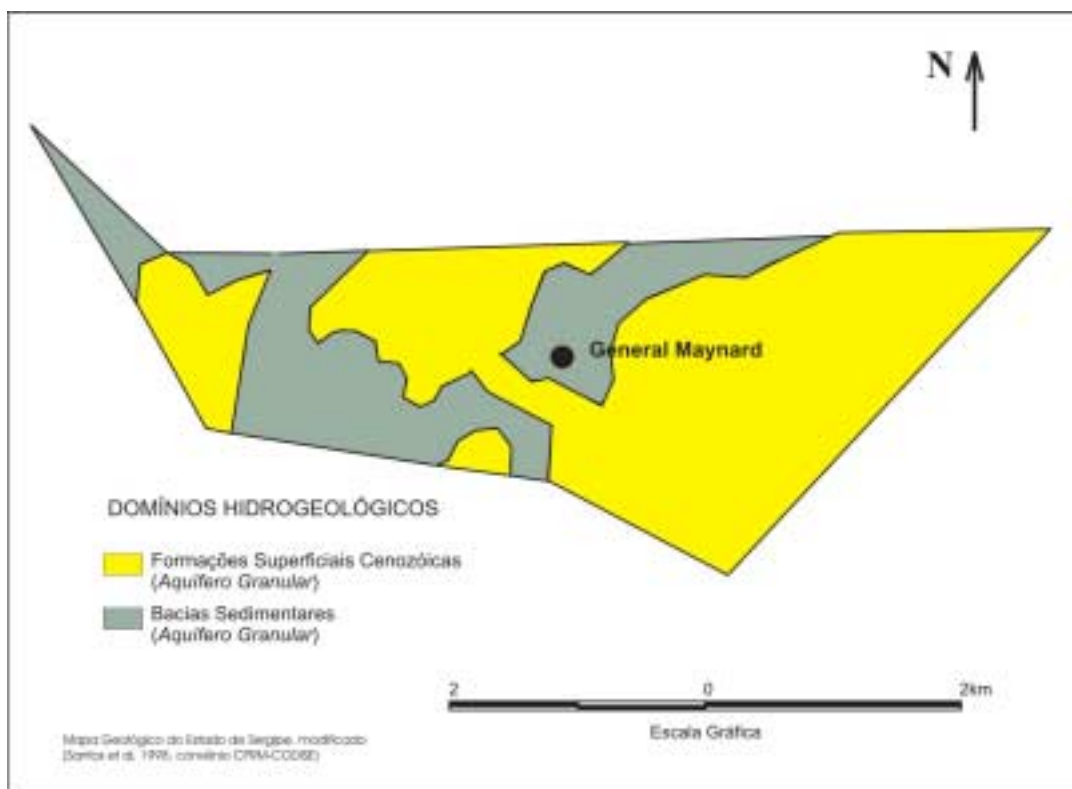 N
General Maynard
DOMÍNIOS HIDROGEOLÓGICOS
Formações Superficiais Cenozóicas
(Aquífero Granular)
Bacias Sedimentares
(Aquífero Granular)
2 0 2km
Escala Gráfica
Mapa Geológico do Estado de Sergipe, modificado
(Santos et al, 1998, convênio CPRM-CODISE)